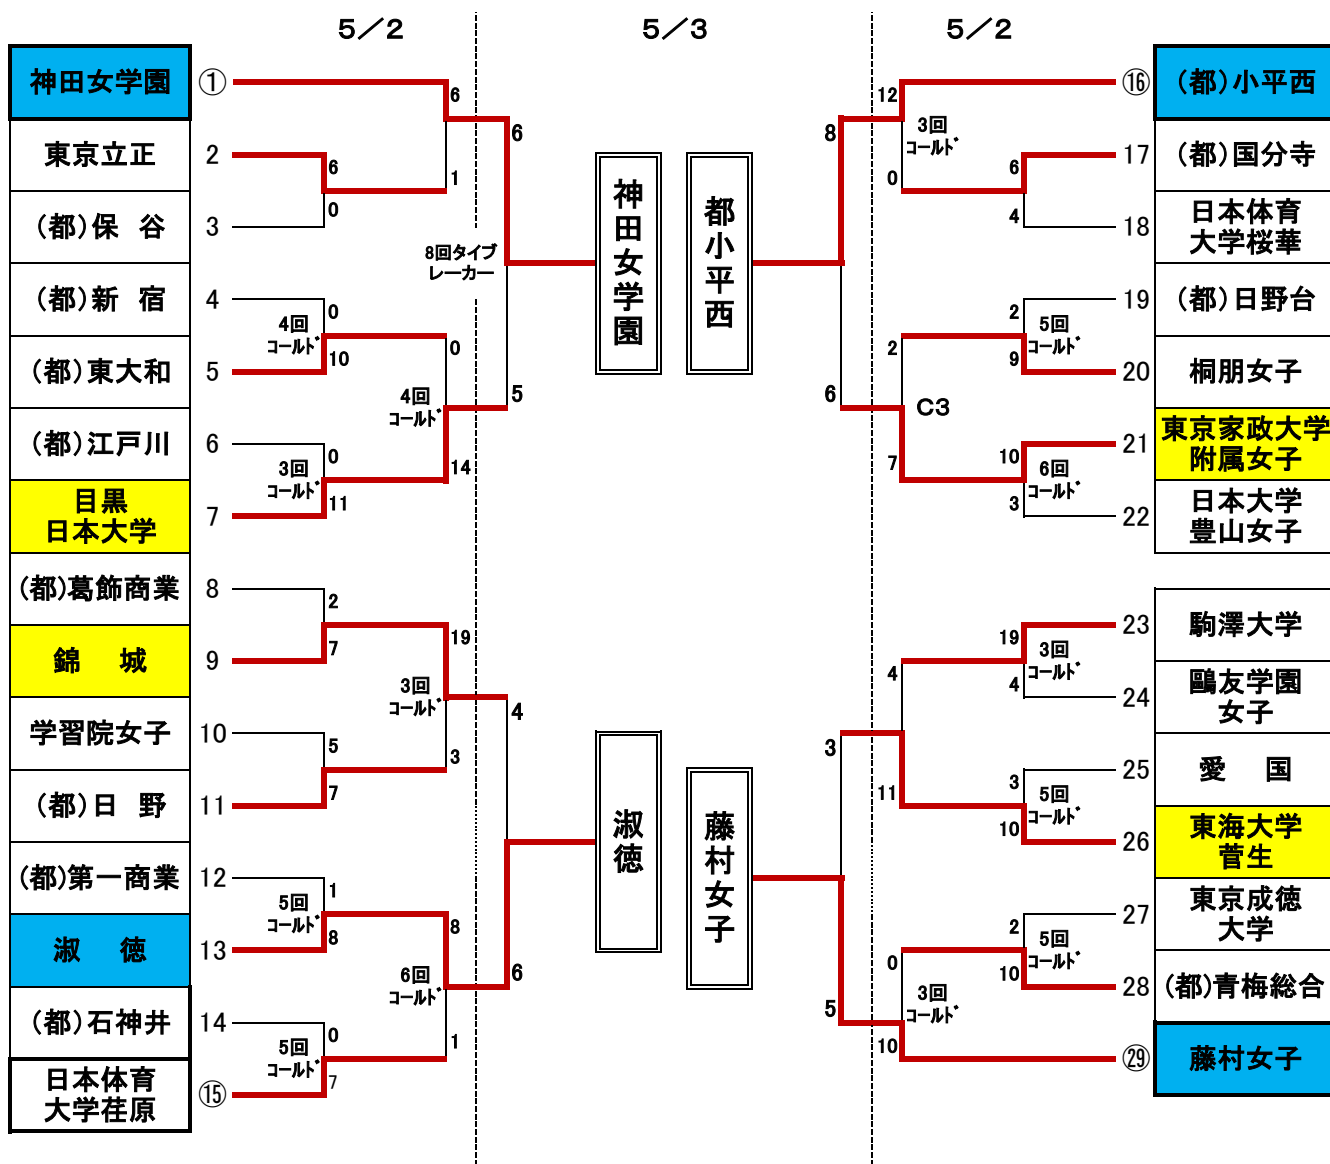 5／2
5／3
5／2
神田女学園
①
東京立正
2
(都)保 谷
3
(都)新 宿
4
(都)東大和
5
(都)江戸川
6
目黒
日本大学
7
(都)葛飾商業
8
錦 城
9
学習院女子
10
(都)日 野
11
(都)第一商業
12
淑 徳
13
(都)石神井
14
日本体育
大学荏原
⑮
6
6
0
1
0
4回
コールド
10
0
0
3回
コールド
11
4回
コールド
14
6
8回タイブ
レーカー
5
2
7
19
3回
コールド
5
7
3
4
1
5回
コールド
8
8
6回
コールド
0
5回
コールド
7
1
6
神田女学園
都小平西
淑徳
藤村女子
8
6
3
5
12
3回
コールド
0
6
4
2
2
5回
コールド
9
C3
7
10
6回
コールド
3
4
19
3回
コールド
4
11
3
5回
コールド
10
0
2
5回
コールド
10
3回
コールド
10
⑯
(都)小平西
17
(都)国分寺
18
日本体育
大学桜華
19
(都)日野台
20
桐朋女子
21
東京家政大学
附属女子
22
日本大学
豊山女子
23
駒澤大学
24
鷗友学園
女子
25
愛 国
26
東海大学
菅生
27
東京成徳
大学
28
(都)青梅総合
㉙
藤村女子